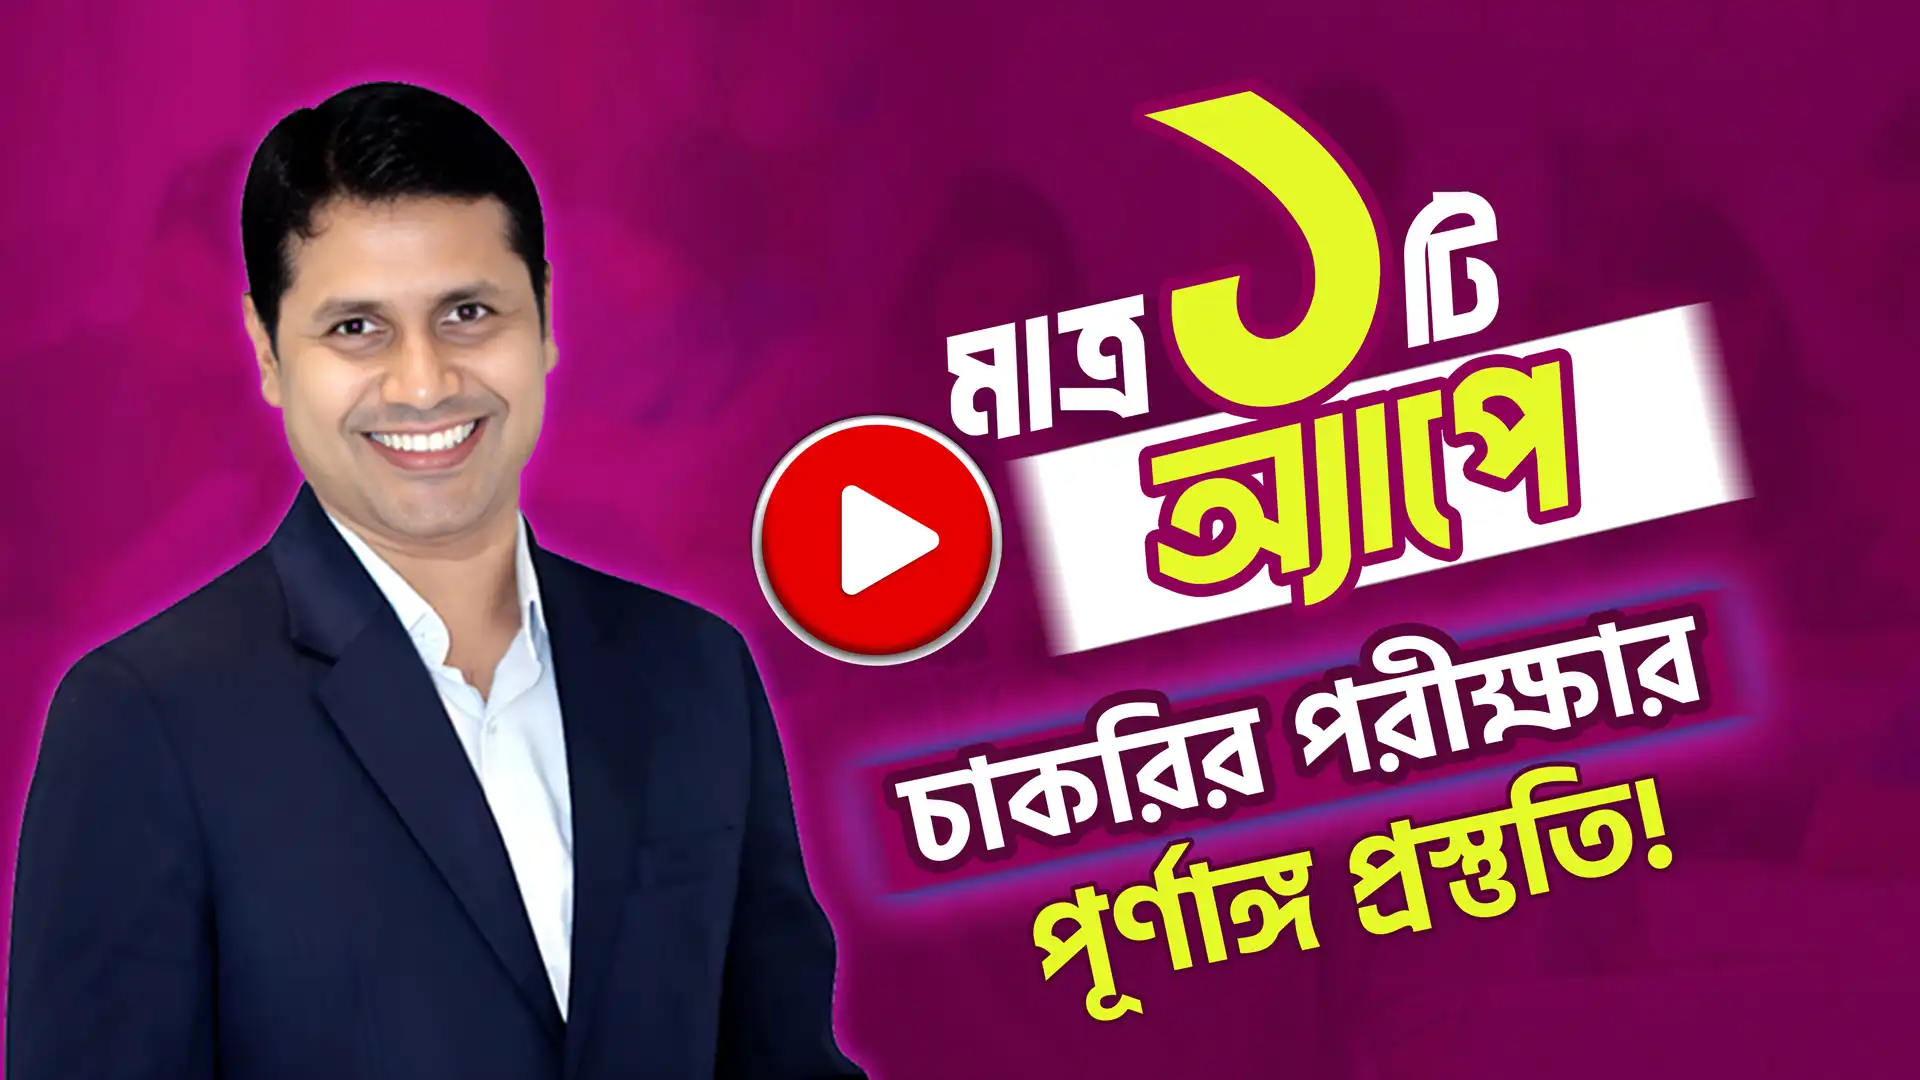 মাত্র ১টি
অ্যাপে
চাকরির পরীক্ষার
পূর্ণাঙ্গ প্রস্তুতি!